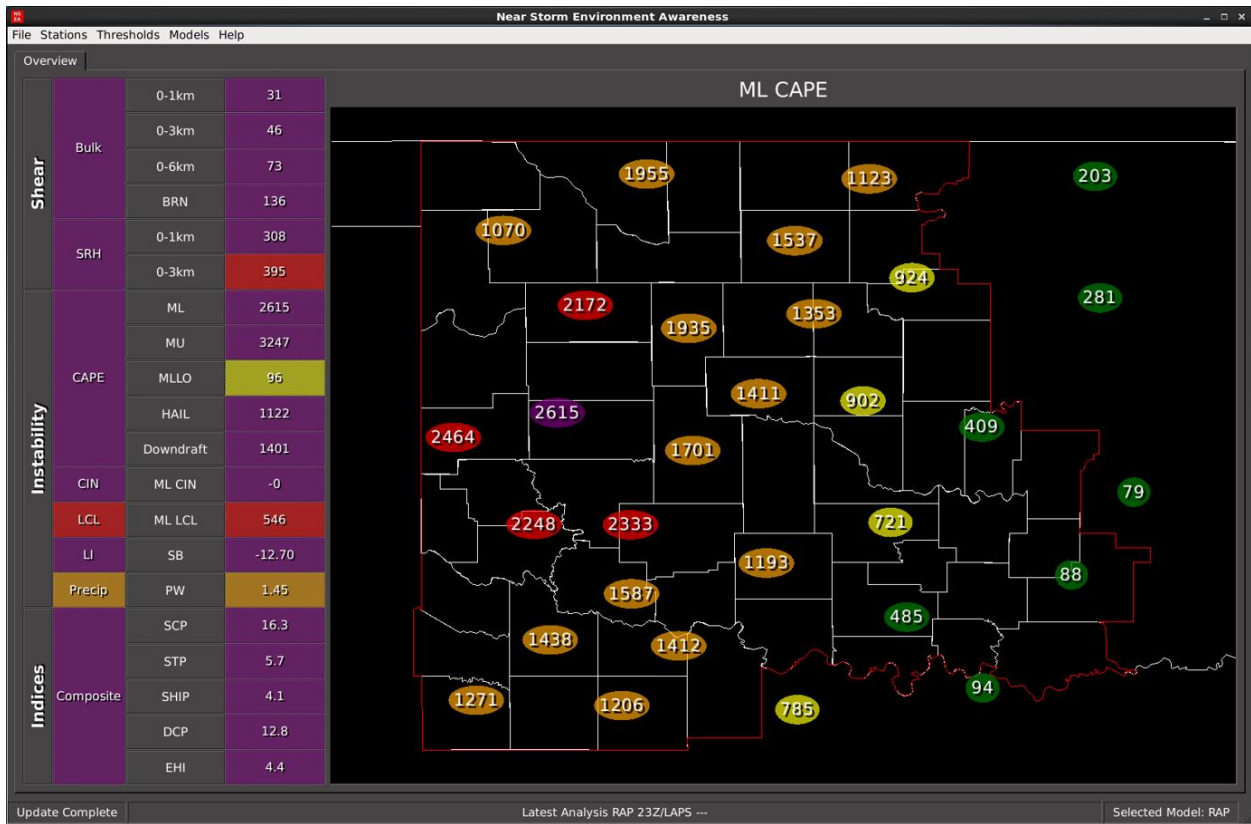 NS
EA
Near Storm Environment Awareness
File Stations Thresholds Models Help
Overview
Shear
Bulk
0-1km 31
0-3km 46
0-6km 73
BRN 136
SRH
0-1km 308
0-3km 395
Instability
CAPE
ML 2615
MU 3247
MLLO 96
HAIL 1122
Downdraft 1401
CIN ML CIN -0
LCL ML LCL 546
LI SB -12.70
Precip PW 1.45
Indices
Composite
SCP 16.3
STP 5.7
SHIP 4.1
DCP 12.8
EHI 4.4
ML CAPE
1955 1123 203
1070 1537
924
2172 281
1935 1353
1411 902
2615 409
2464 1701
79
2248 2333 721
1193 88
1587 485
1438 1412
94
1271 1206 785
Update Complete
Latest Analysis RAP 23Z/LAPS ---
Selected Model: RAP